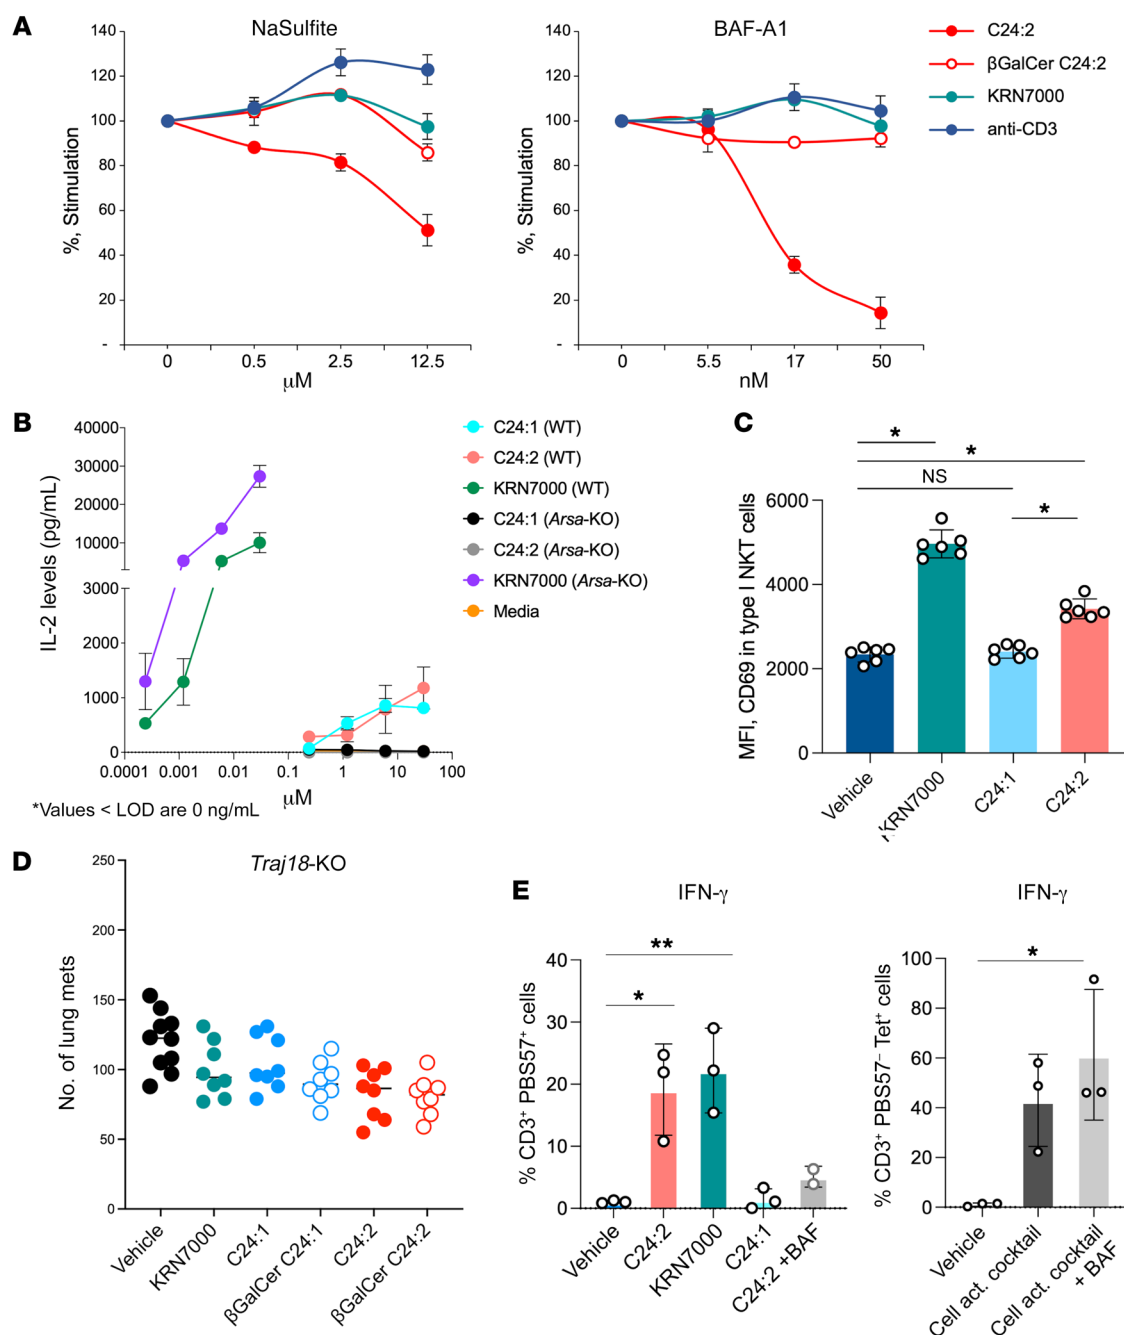 A
NaSulfite
%, Stimulation
140
120
100
80
60
40
20
-
0
0.5
2.5
12.5
μM
BAF-A1
%, Stimulation
140
120
100
80
60
40
20
-
0
5.5
17
50
nM
C24:2
βGalCer C24:2
KRN7000
anti-CD3
B
IL-2 levels (pg/mL)
40000
30000
20000
10000
3000
2000
1000
0
0.0001
0.001
0.01
0.1
1
10
100
μM
*Values < LOD are 0 ng/mL
C24:1 (WT)
C24:2 (WT)
KRN7000 (WT)
C24:1 (Arsa-KO)
C24:2 (Arsa-KO)
KRN7000 (Arsa-KO)
Media
C
*
*
NS
*
MFI, CD69 in type I NKT cells
6000
4000
2000
0
Vehicle
KRN7000
C24:1
C24:2
D
Traj18-KO
No. of lung mets
250
200
150
100
50
0
Vehicle
KRN7000
C24:1
βGalCer C24:1
C24:2
βGalCer C24:2
E
IFN-γ
**
*
% CD3⁺ PBS57⁺ cells
40
30
20
10
0
Vehicle
C24:2
KRN7000
C24:1
C24:2 +BAF
IFN-γ
*
% CD3⁺ PBS57⁻ Tet⁺ cells
100
80
60
40
20
0
Vehicle
Cell act. cocktail
Cell act. cocktail
+ BAF